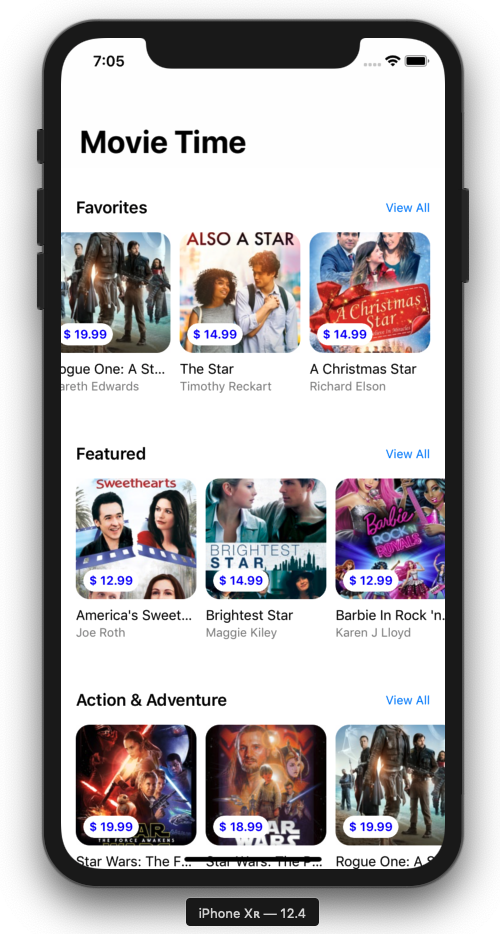 7:05
Movie Time
Favorites View All
ALSO A STAR
A Christmas
Star
$ 19.99 $ 14.99 $ 14.99
ogue One: A St... The Star A Christmas Star
areth Edwards Timothy Reckart Richard Elson
Featured View All
Sweethearts
Barbie
ROCK'N
ROYALS
BRIGHTEST
STAR
$ 12.99 $ 14.99 $ 12.99
America's Sweet... Brightest Star Barbie In Rock 'n.
Joe Roth Maggie Kiley Karen J Lloyd
Action & Adventure View All
$ 19.99 $ 18.99 $ 19.99
AR STAR
THE FORCE AWAKENS WARS
Star Wars: The F... Star Wars: The P... Rogue One: A S
iPhone Xʀ — 12.4